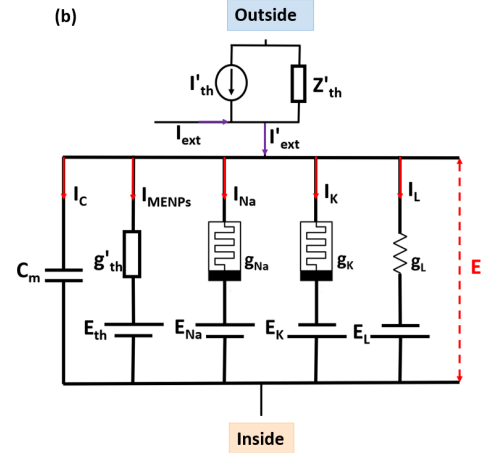 Outside
(b)
I'th
Z'th
Iext
I'ext
IC
IMENPs
INa
IK
IL
Cm
g'th
gNa
gK
gL
E
Eth
ENa
EK
EL
Inside